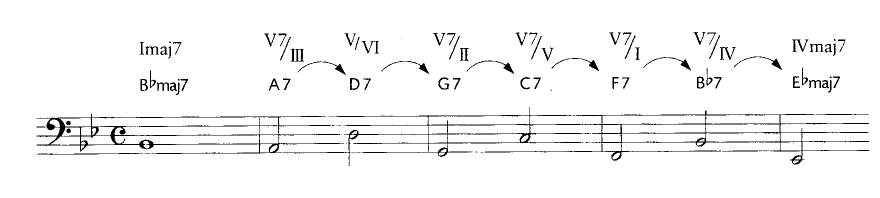 Imaj7 V7/III V/VI V7/II V7/V V7/I V7/IV IVmaj7
B♭maj7 A7 D7 G7 C7 F7 B♭7 E♭maj7